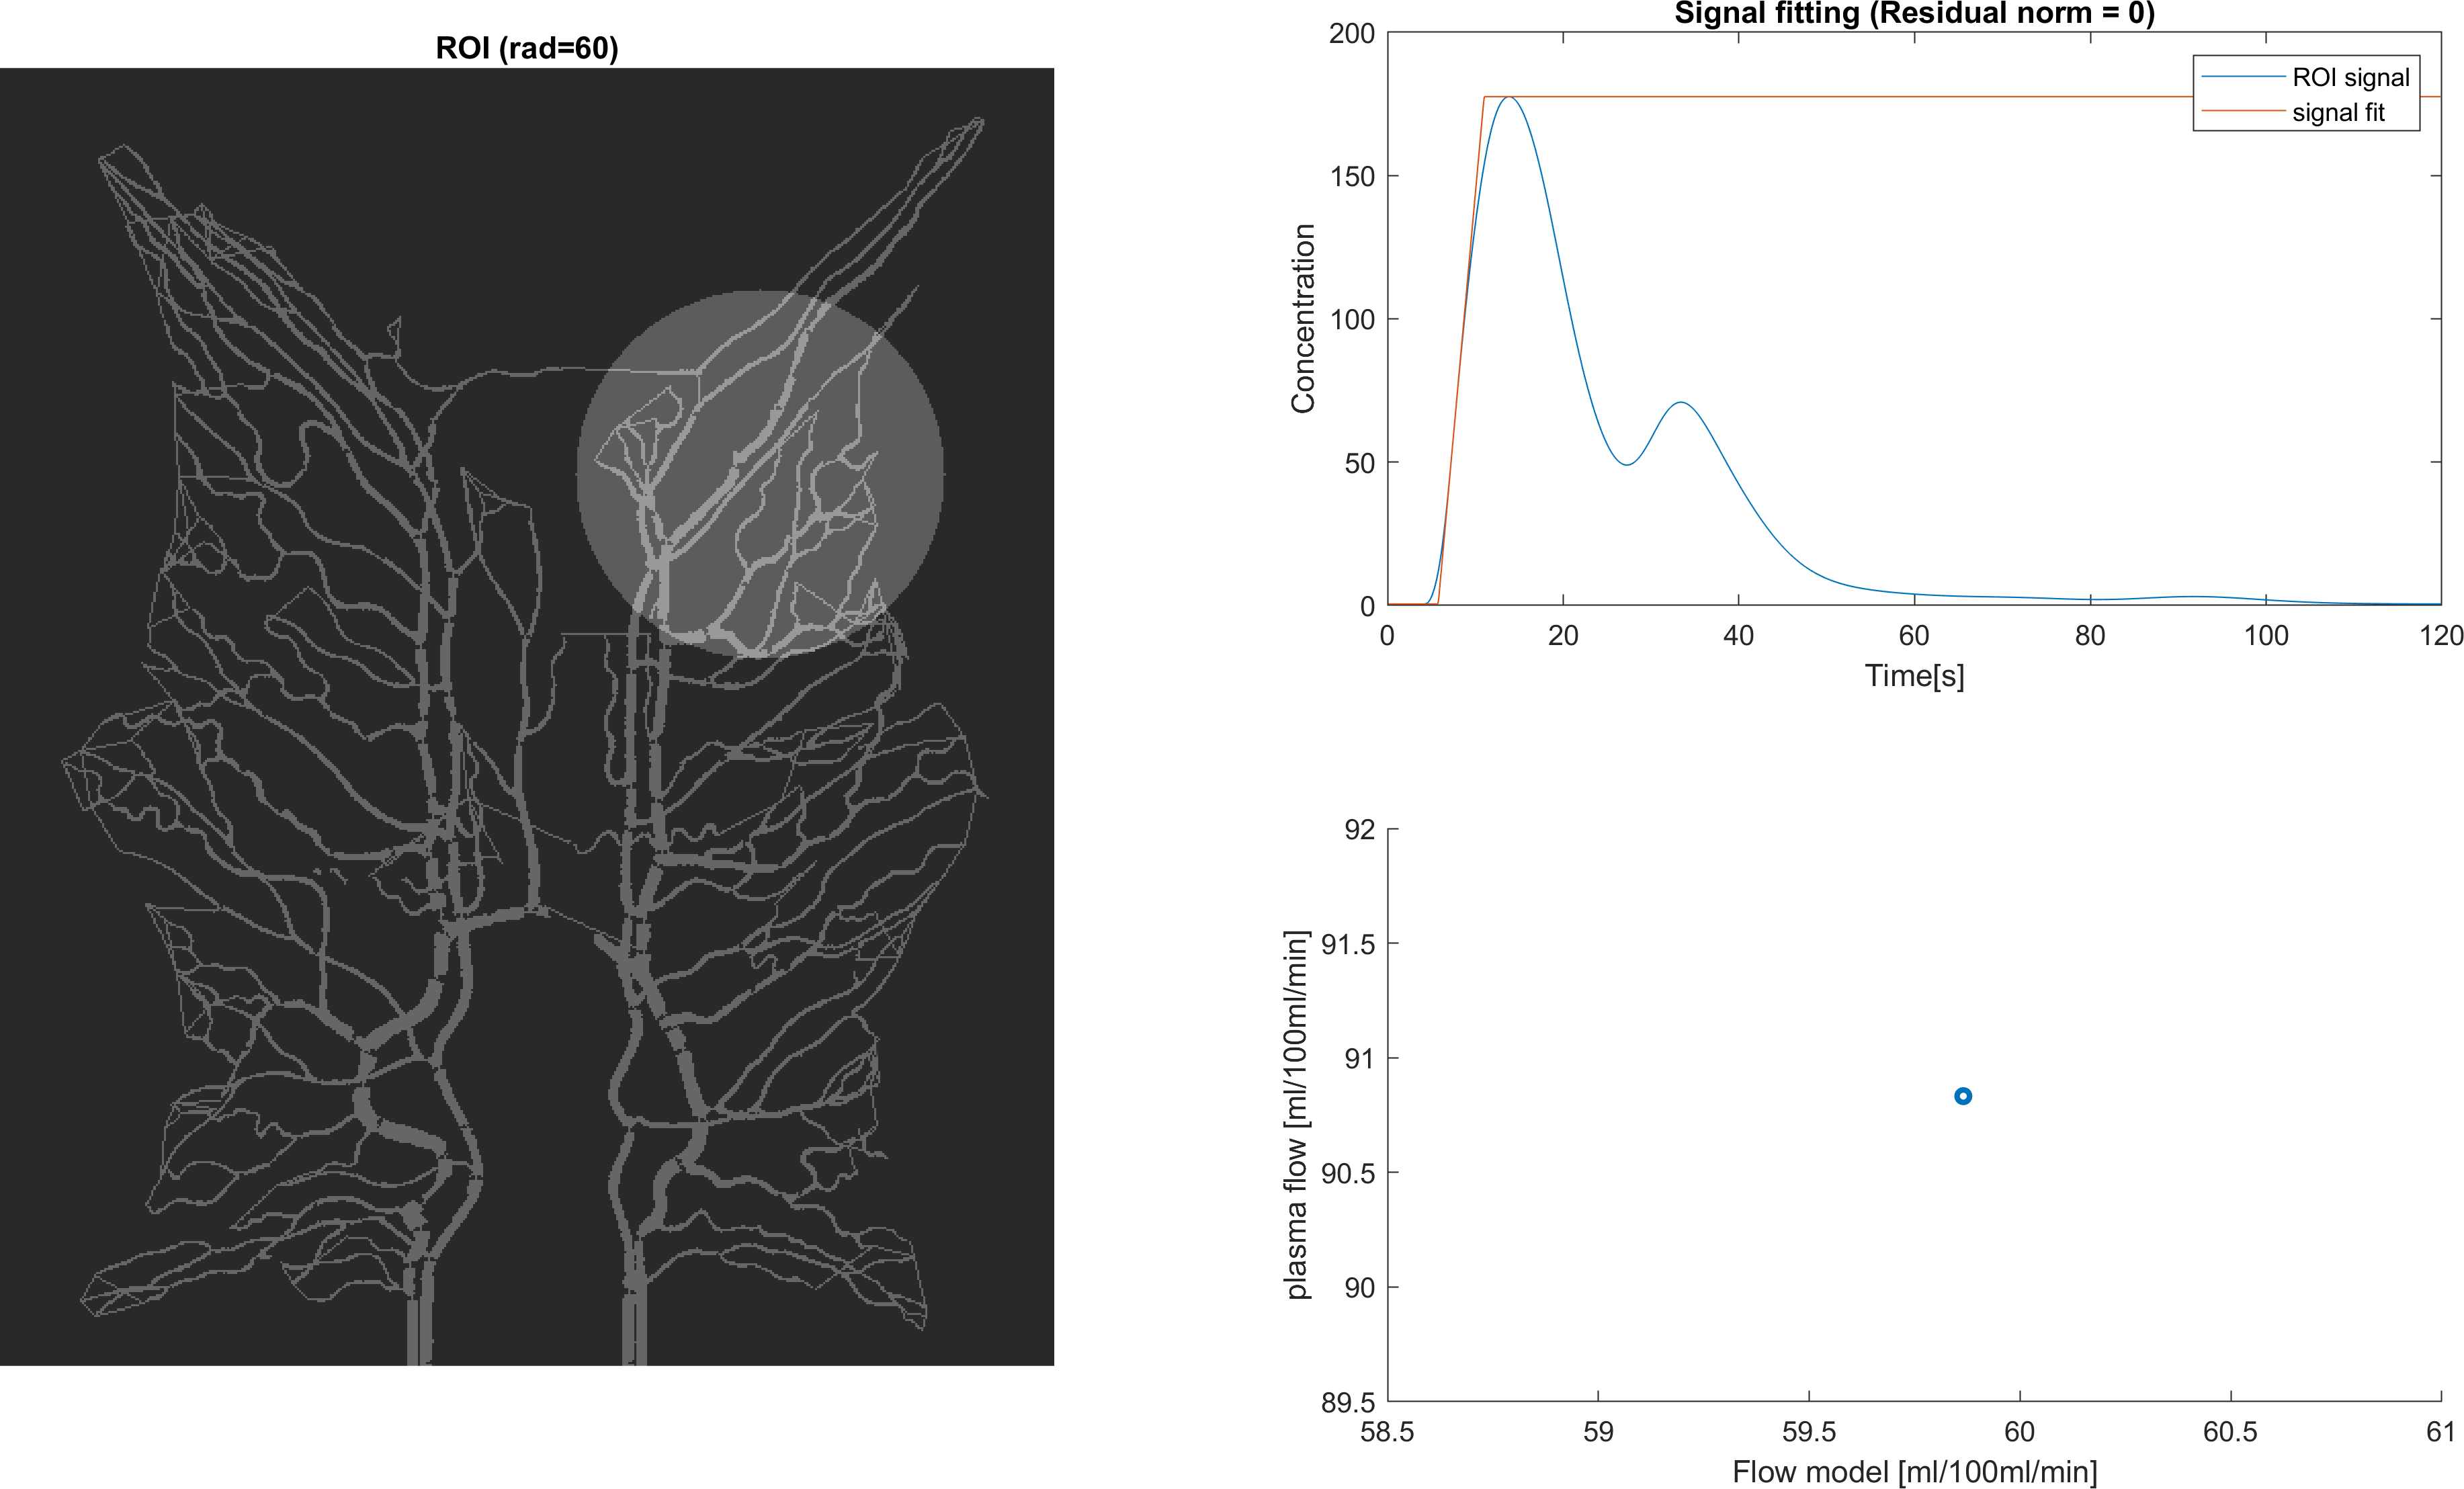 ROI (rad=60)
Signal fitting (Residual norm = 0)
200
150
100
50
0
Concentration
ROI signal
signal fit
0 20 40 60 80 100 120
Time[s]
92
91.5
91
90.5
90
89.5
plasma flow [ml/100ml/min]
58.5 59 59.5 60 60.5 61
Flow model [ml/100ml/min]